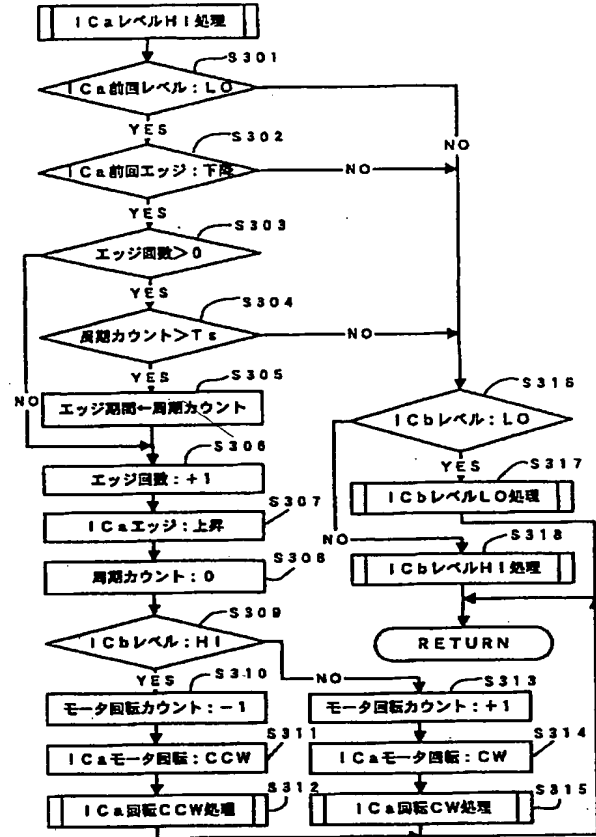 ICaレベルHI処理
S301
ICa前回レベル:LO
YES
S302
NO
ICa前回エッジ:下降
NO
YES
S303
エッジ回数>0
YES
S304
周期カウント>Ts
NO
YES
S305
NO
エッジ期間←周期カウント
S306
エッジ回数:+1
S307
ICaエッジ:上昇
S308
周期カウント:0
S309
ICbレベル:HI
YES
NO
S310
モータ回転カウント:-1
S311
ICaモータ回転:CCW
S312
ICa回転CCW処理
S313
モータ回転カウント:+1
S314
ICaモータ回転:CW
S315
ICa回転CW処理
S316
ICbレベル:LO
YES
S317
ICbレベルLO処理
NO
S318
ICbレベルHI処理
RETURN